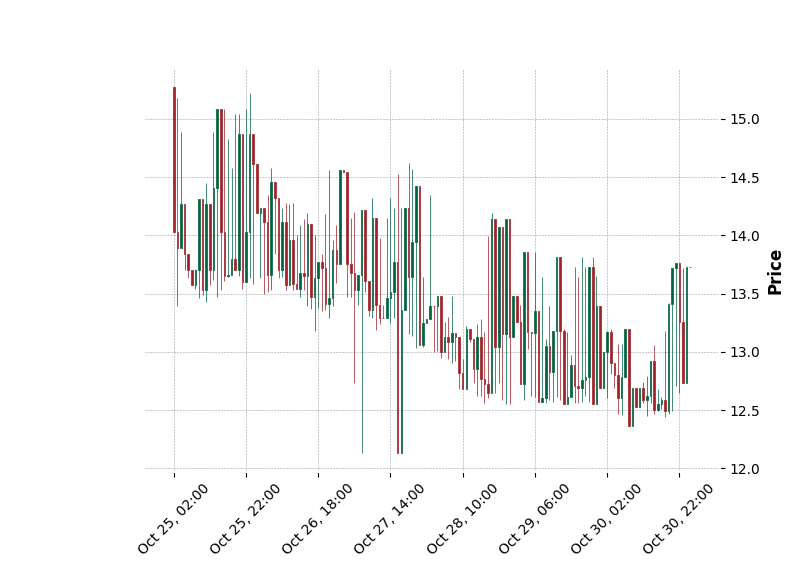 15.0
14.5
14.0
13.5
13.0
12.5
12.0
Price
Oct 25, 02:00
Oct 25, 22:00
Oct 26, 18:00
Oct 27, 14:00
Oct 28, 10:00
Oct 29, 06:00
Oct 30, 02:00
Oct 30, 22:00